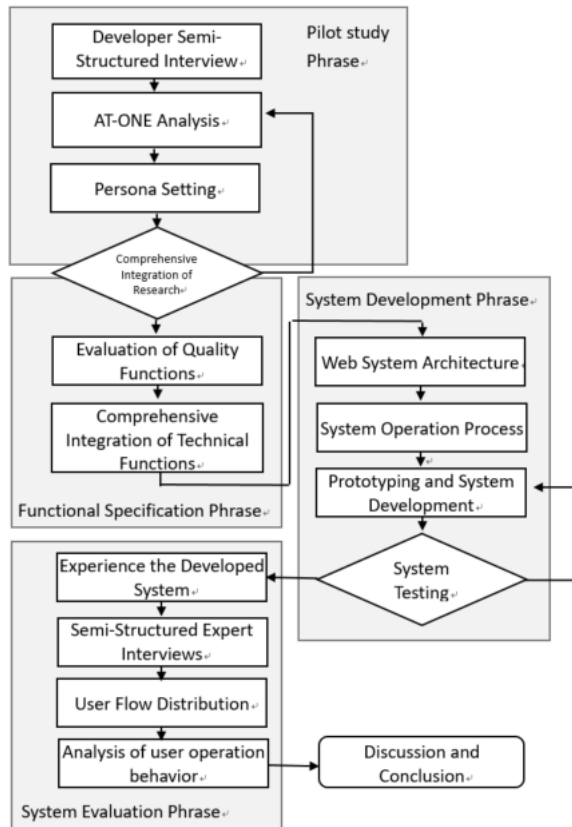 Developer Semi-
Structured Interview
Pilot study
Phrase
AT-ONE Analysis
Persona Setting
Comprehensive
Integration of
Research
Evaluation of Quality
Functions
Comprehensive
Integration of Technical
Functions
Functional Specification Phrase
System Development Phrase
Web System Architecture
System Operation Process
Prototyping and System
Development
System
Testing
Experience the Developed
System
Semi-Structured Expert
Interviews
User Flow Distribution
Analysis of user operation
behavior
System Evaluation Phrase
Discussion and
Conclusion